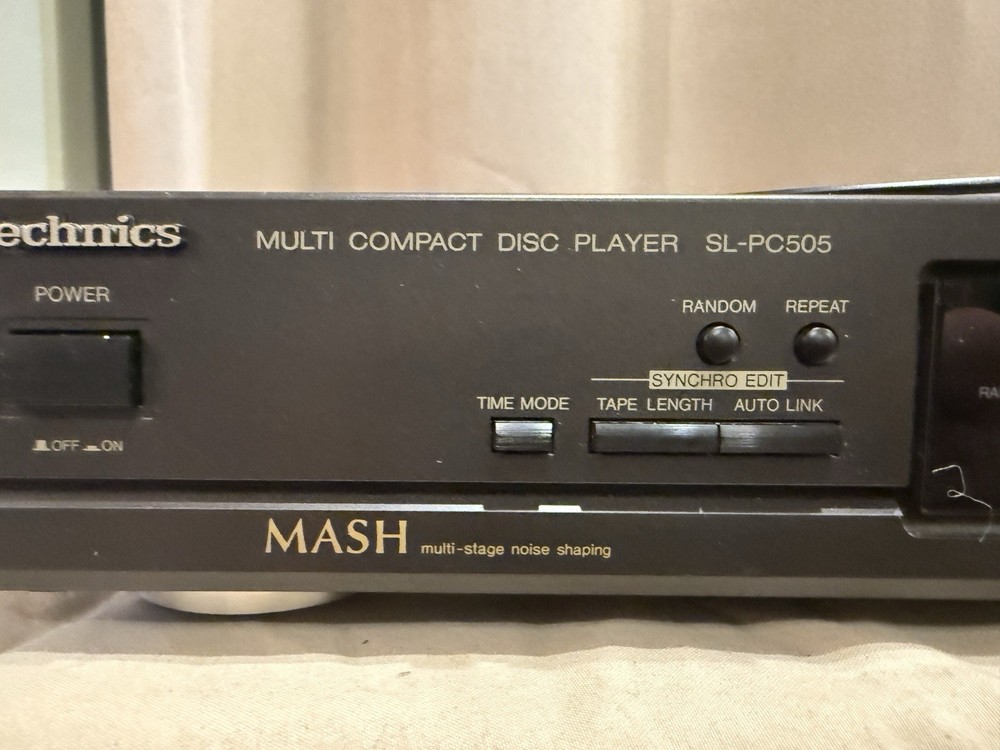 echnics
MULTI COMPACT DISC PLAYER SL-PC505
POWER
OFF ON
RANDOM REPEAT
SYNCHRO EDIT
TIME MODE TAPE LENGTH AUTO LINK
RA
MASH multi-stage noise shaping